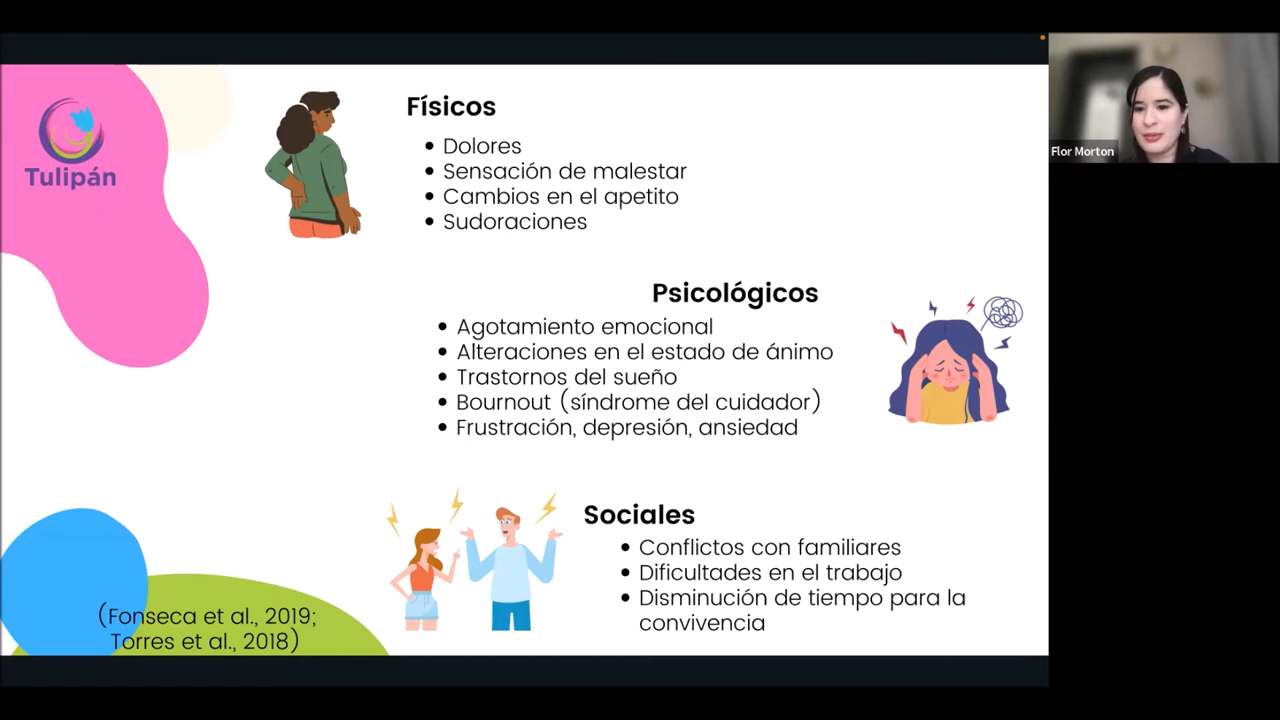 Tulipán
Físicos
• Dolores
• Sensación de malestar
• Cambios en el apetito
• Sudoraciones
Psicológicos
• Agotamiento emocional
• Alteraciones en el estado de ánimo
• Trastornos del sueño
• Bournout (síndrome del cuidador)
• Frustración, depresión, ansiedad
Sociales
• Conflictos con familiares
• Dificultades en el trabajo
• Disminución de tiempo para la
convivencia
(Fonseca et al., 2019;
Torres et al., 2018)
Flor Morton